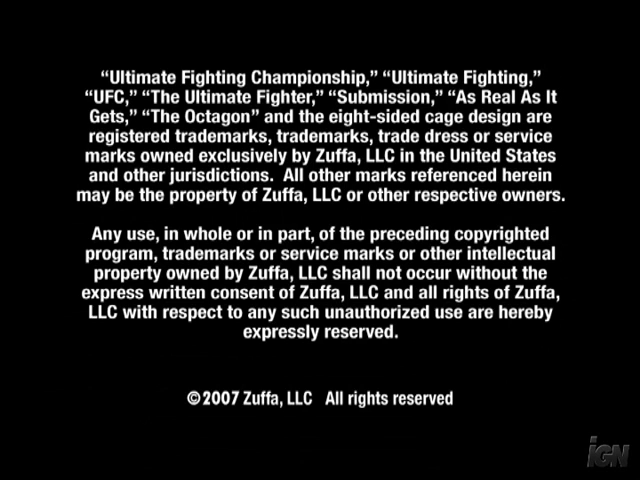 “Ultimate Fighting Championship,” “Ultimate Fighting,”
“UFC,” “The Ultimate Fighter,” “Submission,” “As Real As It
Gets,” “The Octagon” and the eight-sided cage design are
registered trademarks, trademarks, trade dress or service
marks owned exclusively by Zuffa, LLC in the United States
and other jurisdictions.  All other marks referenced herein
may be the property of Zuffa, LLC or other respective owners.
Any use, in whole or in part, of the preceding copyrighted
program, trademarks or service marks or other intellectual
property owned by Zuffa, LLC shall not occur without the
express written consent of Zuffa, LLC and all rights of Zuffa,
LLC with respect to any such unauthorized use are hereby
expressly reserved.
©2007 Zuffa, LLC   All rights reserved
IGN